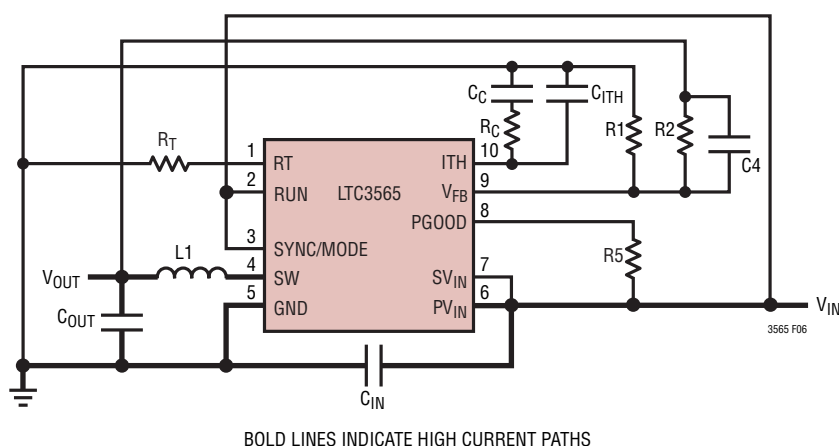 C_C
C_ITH
R_T
R_C
R1
R2
C4
1
RT
10
ITH
2
RUN
LTC3565
9
V_FB
8
PGOOD
3
SYNC/MODE
R5
L1
V_OUT
4
SW
7
SV_IN
5
GND
6
PV_IN
V_IN
C_OUT
3565 F06
C_IN
BOLD LINES INDICATE HIGH CURRENT PATHS